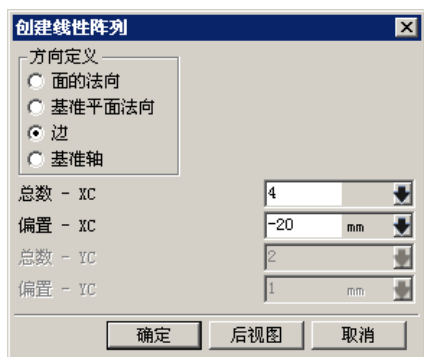 创建线性阵列
方向定义
面的法向
基准平面法向
边
基准轴
总数 - XC 4
偏置 - XC -20 mm
总数 - YC 2
偏置 - YC 1 mm
确定 后视图 取消